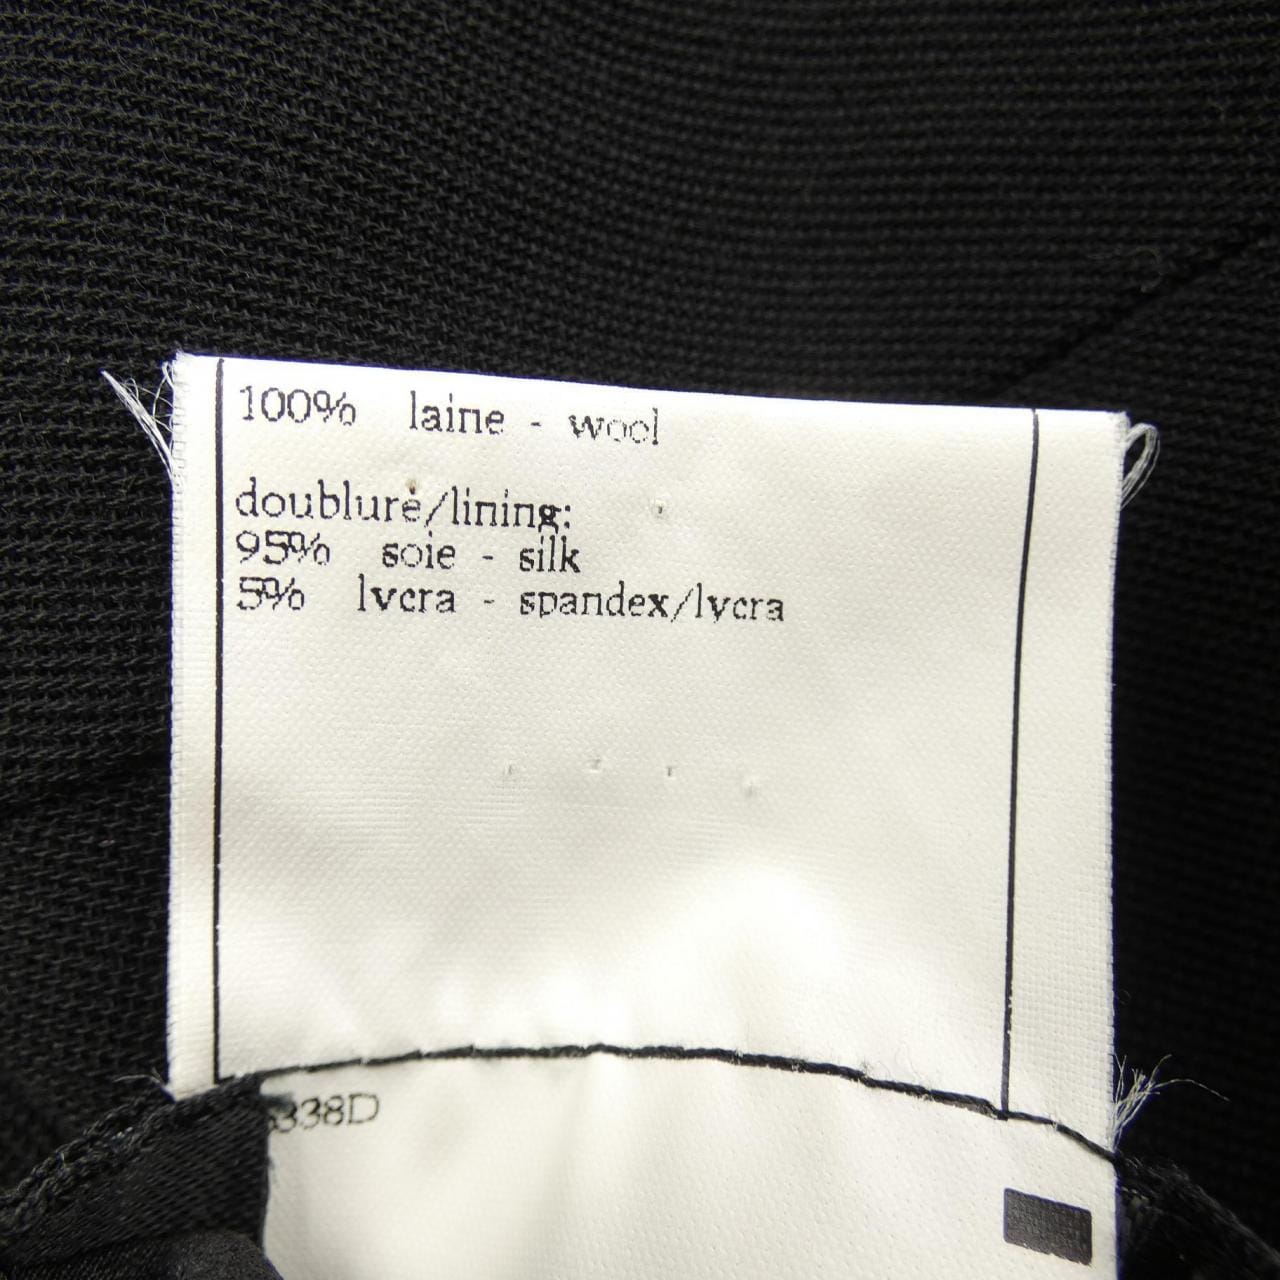 100% laine - wool
doublure/lining:
95% soie - silk
5% lycra - spandex/lycra
338D